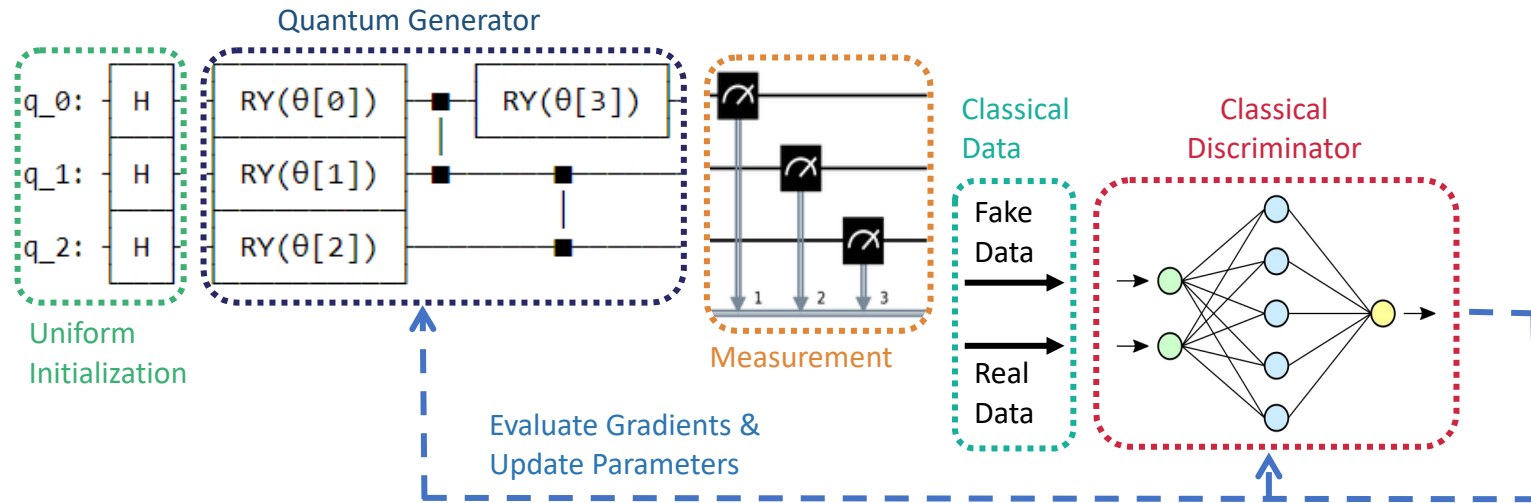 Quantum Generator
q_0: H RY(θ[0]) RY(θ[3])
q_1: H RY(θ[1])
q_2: H RY(θ[2])
1 2 3
Uniform
Initialization
Measurement
Classical
Data
Fake
Data
Real
Data
Classical
Discriminator
Evaluate Gradients &
Update Parameters